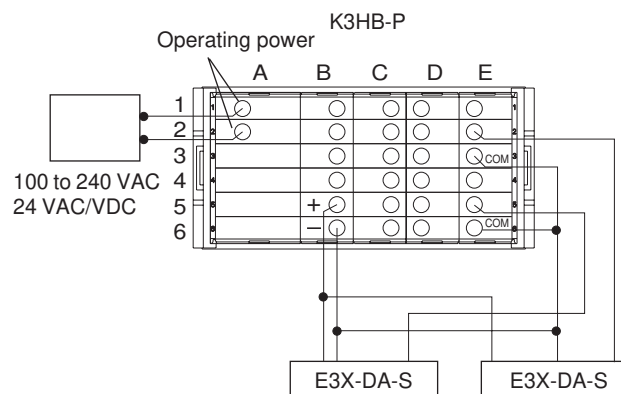 K3HB-P
Operating power
A B C D E
1
2
3 COM
4
5 +
6 − COM
100 to 240 VAC
24 VAC/VDC
E3X-DA-S E3X-DA-S